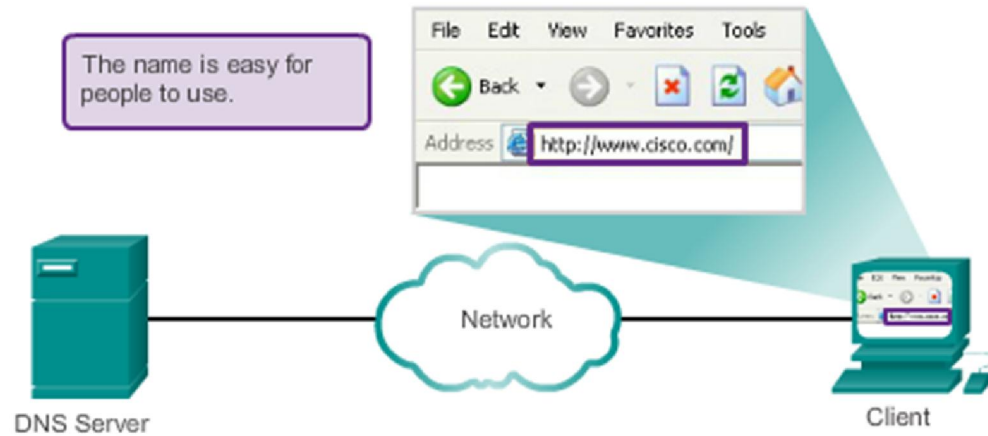 The name is easy for
people to use.
File Edit View Favorites Tools
Back
Address http://www.cisco.com/
Network
DNS Server
Client